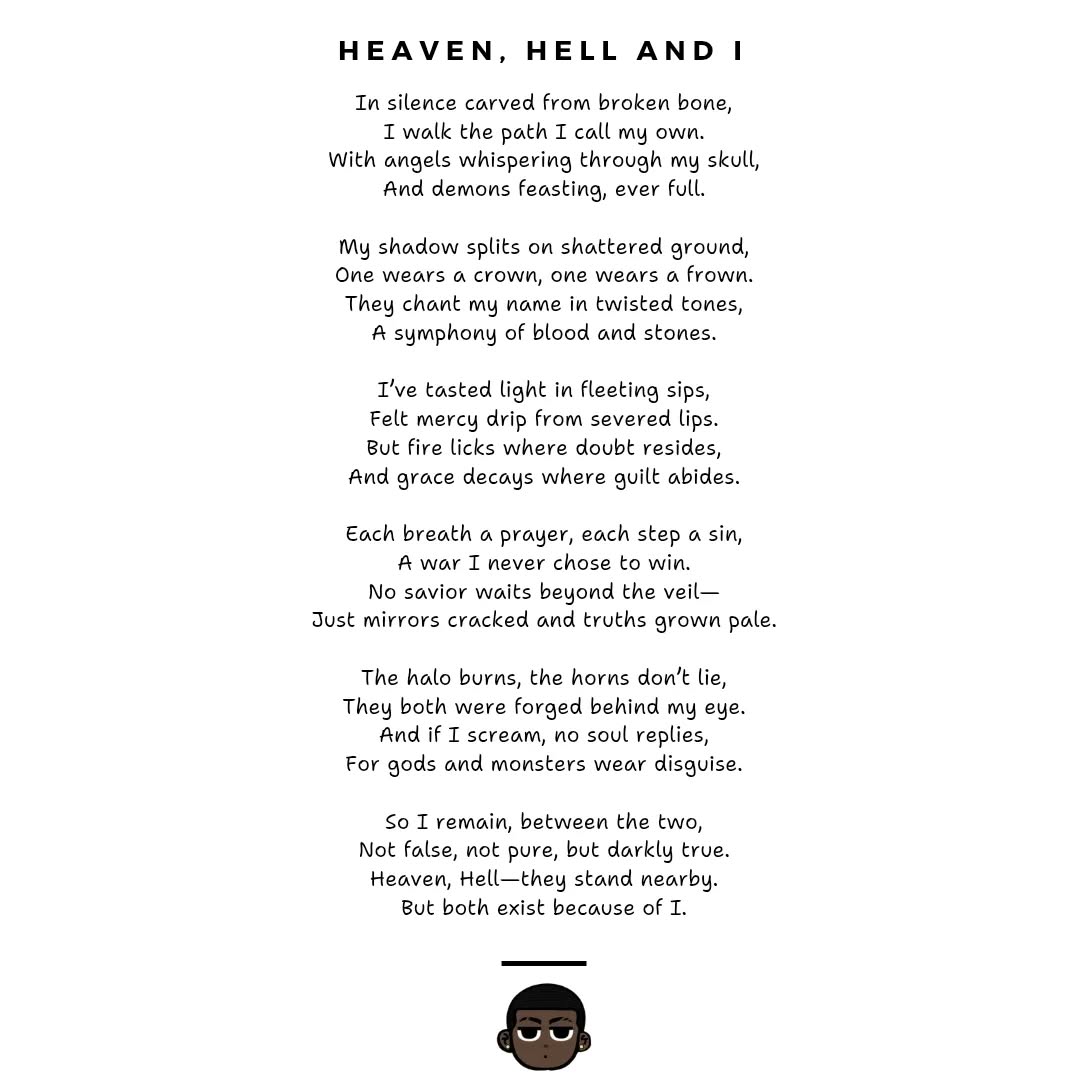 HEAVEN, HELL AND I
In silence carved from broken bone,
I walk the path I call my own.
With angels whispering through my skull,
And demons feasting, ever full.
My shadow splits on shattered ground,
One wears a crown, one wears a frown.
They chant my name in twisted tones,
A symphony of blood and stones.
I’ve tasted light in fleeting sips,
Felt mercy drip from severed lips.
But fire licks where doubt resides,
And grace decays where guilt abides.
Each breath a prayer, each step a sin,
A war I never chose to win.
No savior waits beyond the veil—
Just mirrors cracked and truths grown pale.
The halo burns, the horns don’t lie,
They both were forged behind my eye.
And if I scream, no soul replies,
For gods and monsters wear disguise.
So I remain, between the two,
Not false, not pure, but darkly true.
Heaven, Hell—they stand nearby.
But both exist because of I.